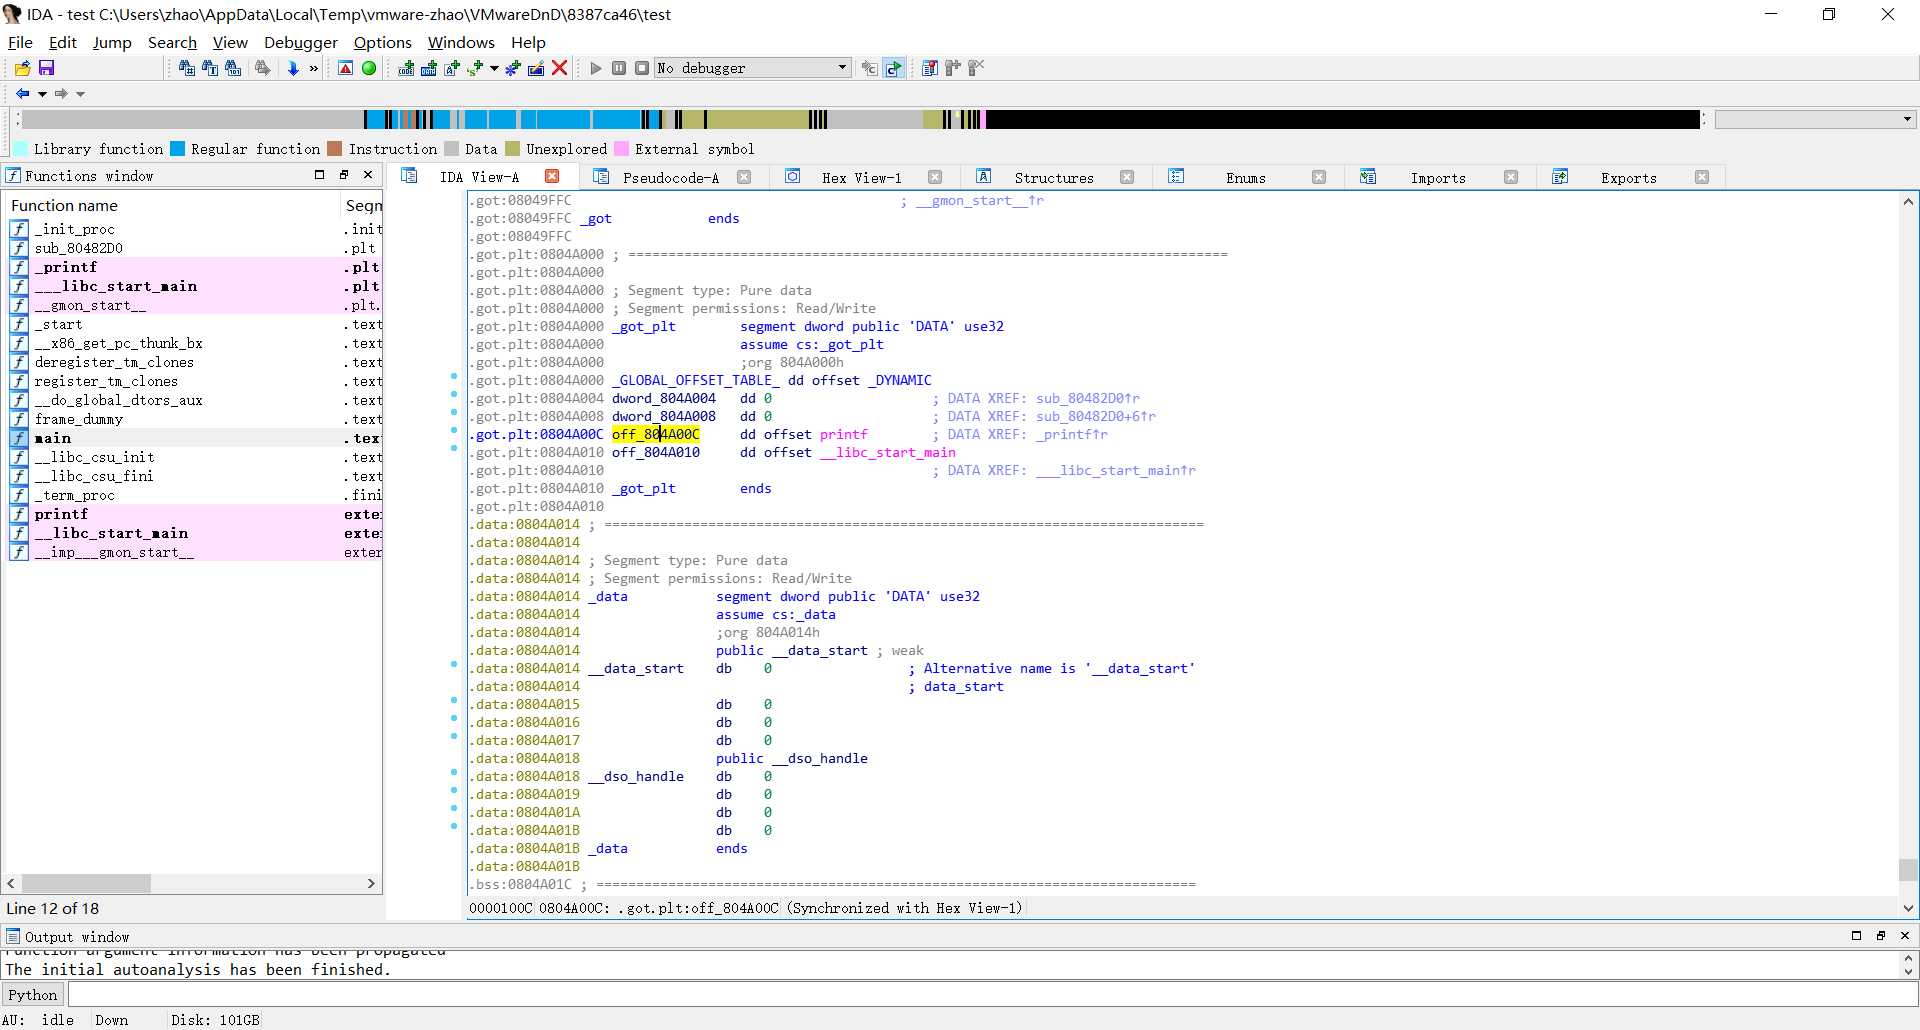 IDA - test C:\Users\zhao\AppData\Local\Temp\vmware-zhao\VMwareDnD\8387ca46\test
File Edit Jump Search View Debugger Options Windows Help
No debugger
Library function Regular function Instruction Data Unexplored External symbol
Functions window
IDA View-A Pseudocode-A Hex View-1 Structures Enums Imports Exports
Function name Segm
_init_proc .init
sub_80482D0 .plt
_printf .plt
___libc_start_main .plt
__gmon_start__ .plt.
_start .text
__x86_get_pc_thunk_bx .text
deregister_tm_clones .text
register_tm_clones .text
__do_global_dtors_aux .text
frame_dummy .text
main .tex
__libc_csu_init .text
__libc_csu_fini .text
_term_proc .fini
printf exte
__libc_start_main exte
__imp___gmon_start__ exter
Line 12 of 18
.got:08049FFC ; __gmon_start__↑r
.got:08049FFC _got ends
.got:08049FFC
.got.plt:0804A000 ; ===========================================================================
.got.plt:0804A000
.got.plt:0804A000 ; Segment type: Pure data
.got.plt:0804A000 ; Segment permissions: Read/Write
.got.plt:0804A000 _got_plt segment dword public 'DATA' use32
.got.plt:0804A000 assume cs:_got_plt
.got.plt:0804A000 ;org 804A000h
.got.plt:0804A000 _GLOBAL_OFFSET_TABLE_ dd offset _DYNAMIC
.got.plt:0804A004 dword_804A004 dd 0 ; DATA XREF: sub_80482D0↑r
.got.plt:0804A008 dword_804A008 dd 0 ; DATA XREF: sub_80482D0+6↑r
.got.plt:0804A00C off_804A00C dd offset printf ; DATA XREF: _printf↑r
.got.plt:0804A010 off_804A010 dd offset __libc_start_main
.got.plt:0804A010 ; DATA XREF: ___libc_start_main↑r
.got.plt:0804A010 _got_plt ends
.got.plt:0804A010
.data:0804A014 ; ===========================================================================
.data:0804A014
.data:0804A014 ; Segment type: Pure data
.data:0804A014 ; Segment permissions: Read/Write
.data:0804A014 _data segment dword public 'DATA' use32
.data:0804A014 assume cs:_data
.data:0804A014 ;org 804A014h
.data:0804A014 public __data_start ; weak
.data:0804A014 __data_start db 0 ; Alternative name is '__data_start'
.data:0804A014 ; data_start
.data:0804A015 db 0
.data:0804A016 db 0
.data:0804A017 db 0
.data:0804A018 public __dso_handle
.data:0804A018 __dso_handle db 0
.data:0804A019 db 0
.data:0804A01A db 0
.data:0804A01B db 0
.data:0804A01B _data ends
.data:0804A01B
.bss:0804A01C ; ===========================================================================
0000100C 0804A00C: .got.plt:off_804A00C (Synchronized with Hex View-1)
Output window
Function argument information has been propagated
The initial autoanalysis has been finished.
Python
AU: idle Down Disk: 101GB